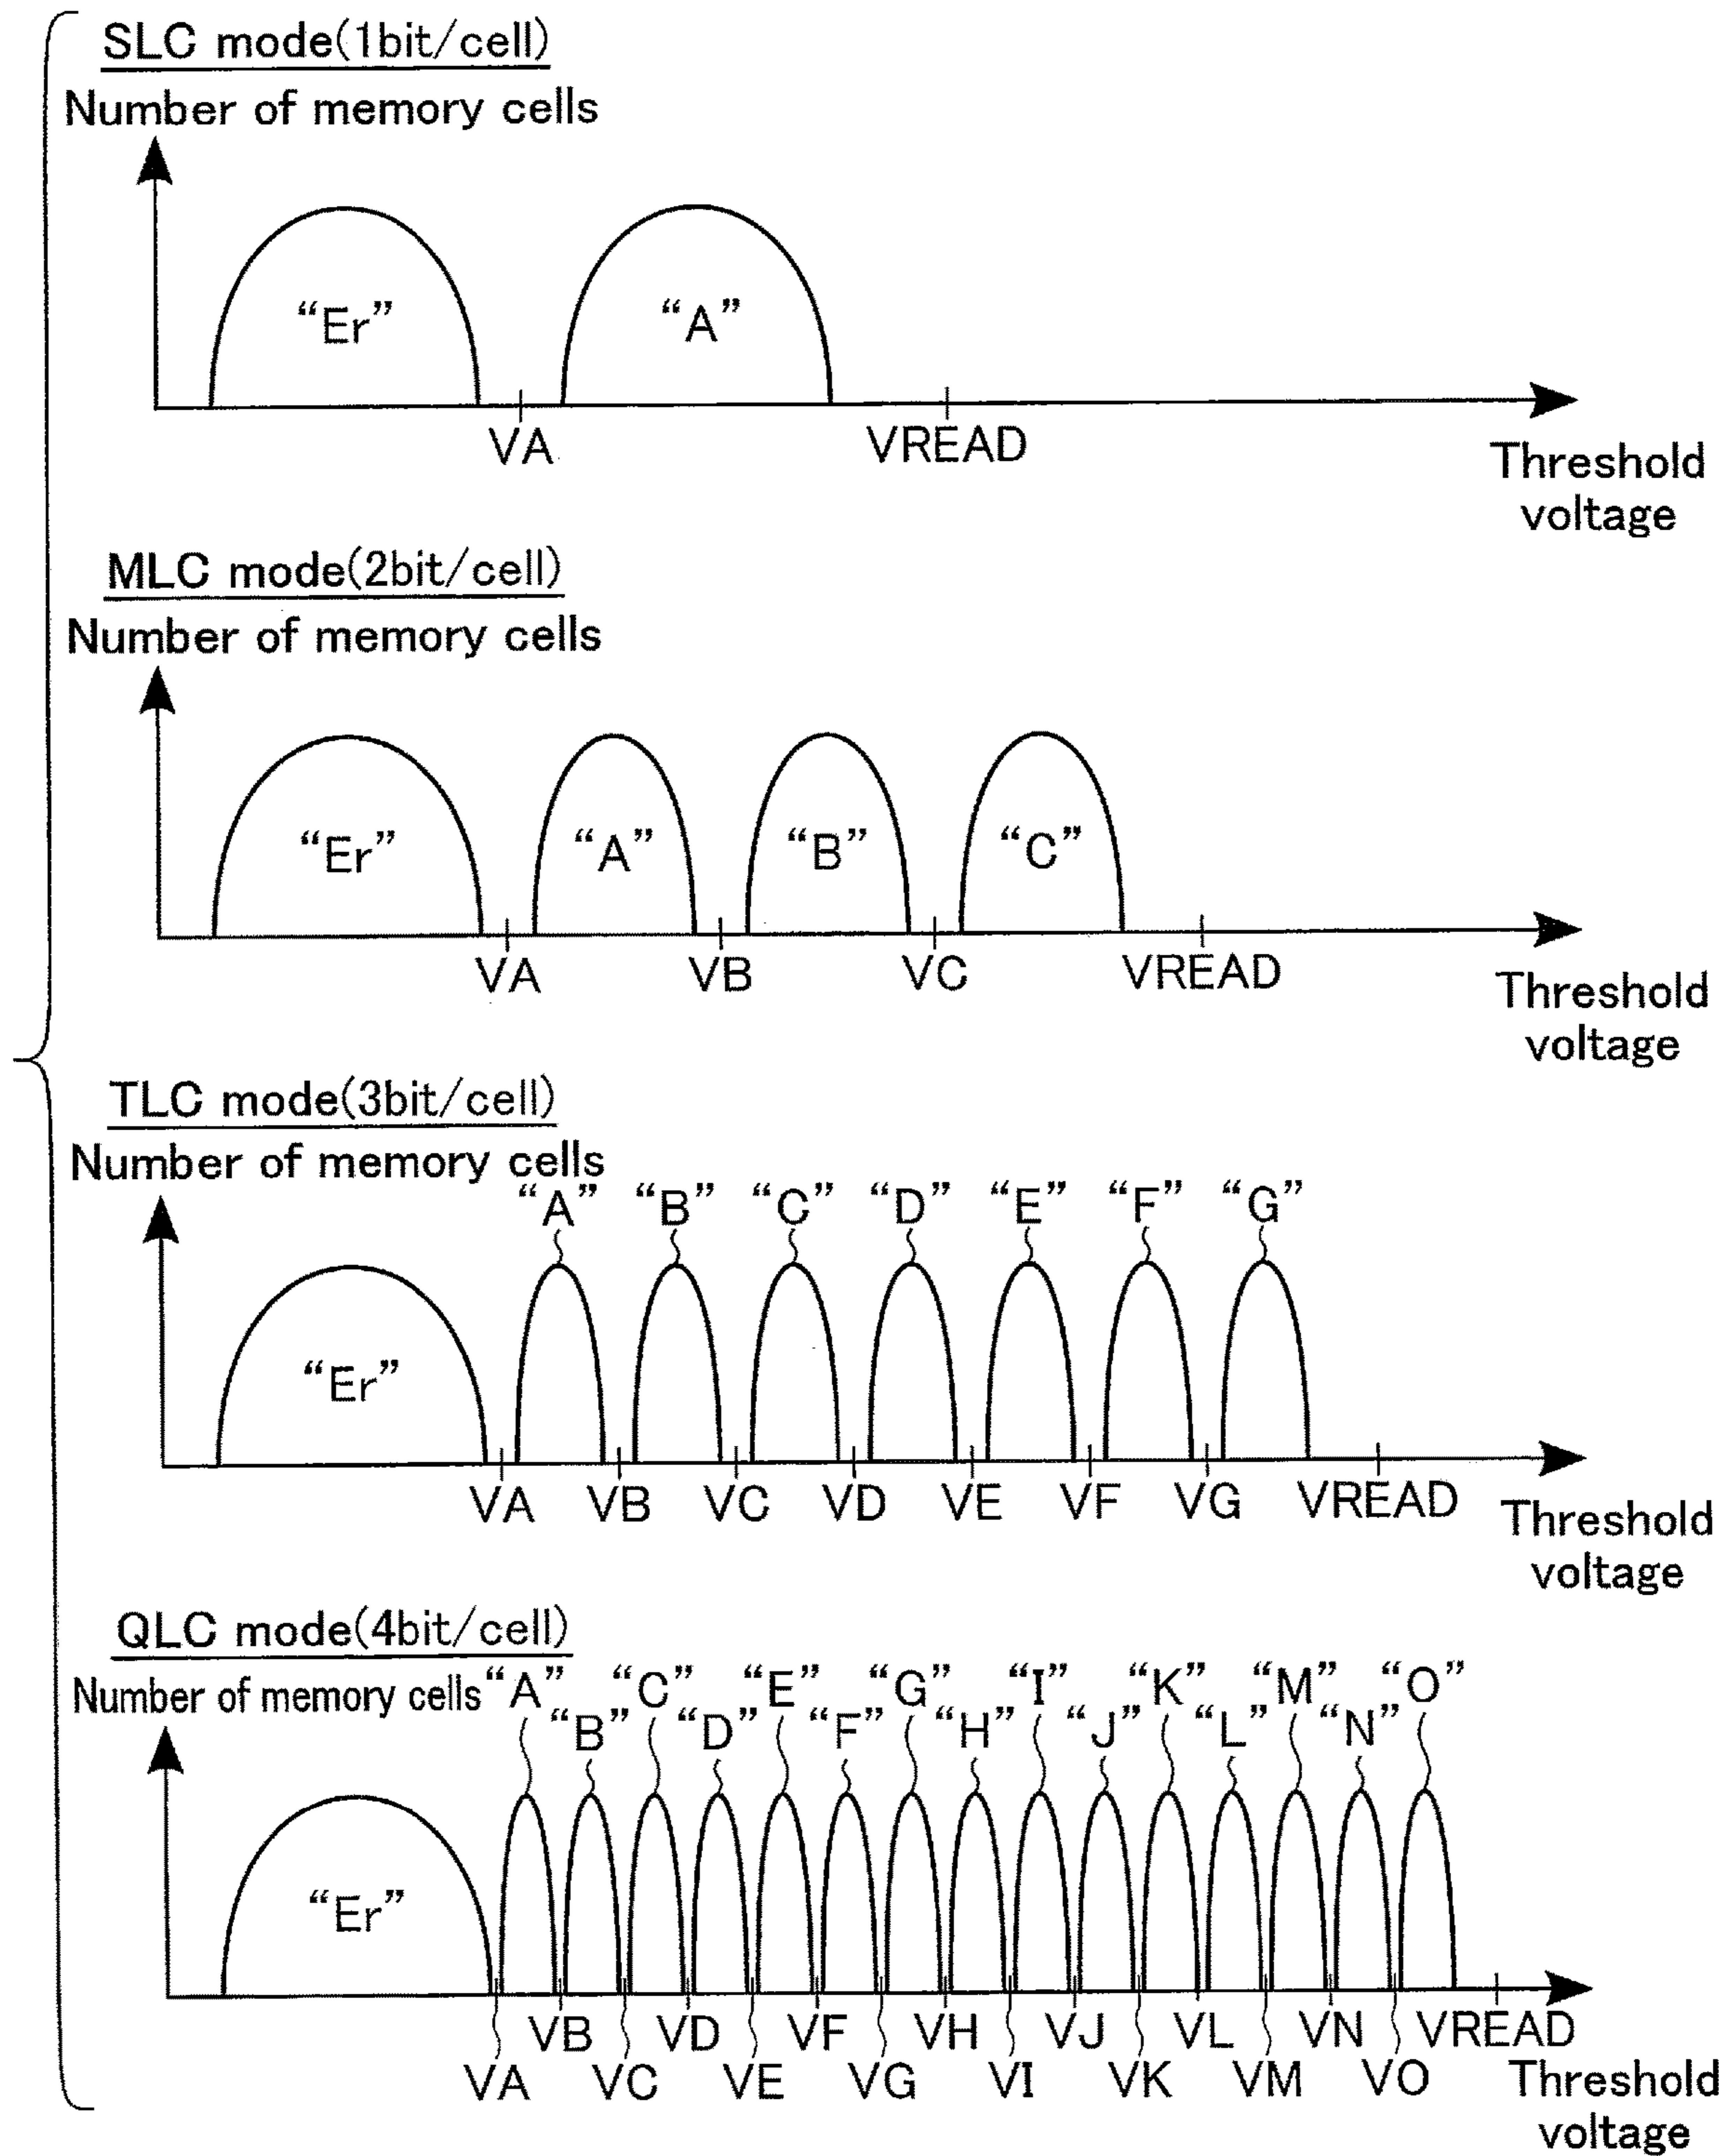 SLC mode(1bit/cell)
Number of memory cells
“Er”
“A”
VA
VREAD
Threshold
voltage
MLC mode(2bit/cell)
Number of memory cells
“Er”
“A”
“B”
“C”
VA
VB
VC
VREAD
Threshold
voltage
TLC mode(3bit/cell)
Number of memory cells
“A” “B” “C” “D” “E” “F” “G”
“Er”
VA VB VC VD VE VF VG VREAD
Threshold
voltage
QLC mode(4bit/cell)
Number of memory cells “A” “C” “E” “G” “I” “K” “M” “O”
“B” “D” “F” “H” “J” “L” “N”
“Er”
VB VD VF VH VJ VL VN VREAD
VA VC VE VG VI VK VM VO Threshold
voltage